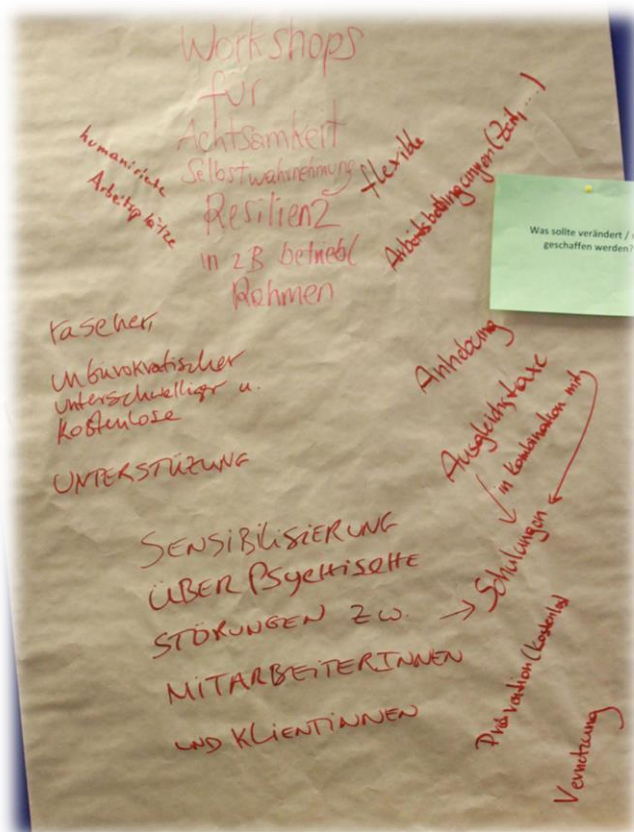 Workshops
für
Achtsamkeit
Selbstwahrnehmung
Resilienz
in zB betriebl
Rahmen
humanistische
Arbeitsplätze
flexible
Arbeitsbedingungen (Zeit, ...)
Was sollte verändert /
geschaffen werden?
rascher,
unbürokratischer
unterschwelliger u.
kostenlose
UNTERSTÜZUNG
Anhebung
Ausgleichstaxe
in Kombination mit
Schulungen
SENSIBILISIERUNG
ÜBER PSYCHISCHE
STÖRUNGEN ZW.
MITARBEITERINNEN
UND KLIENTINNEN
Prävention (kostenlos
Vernetzung